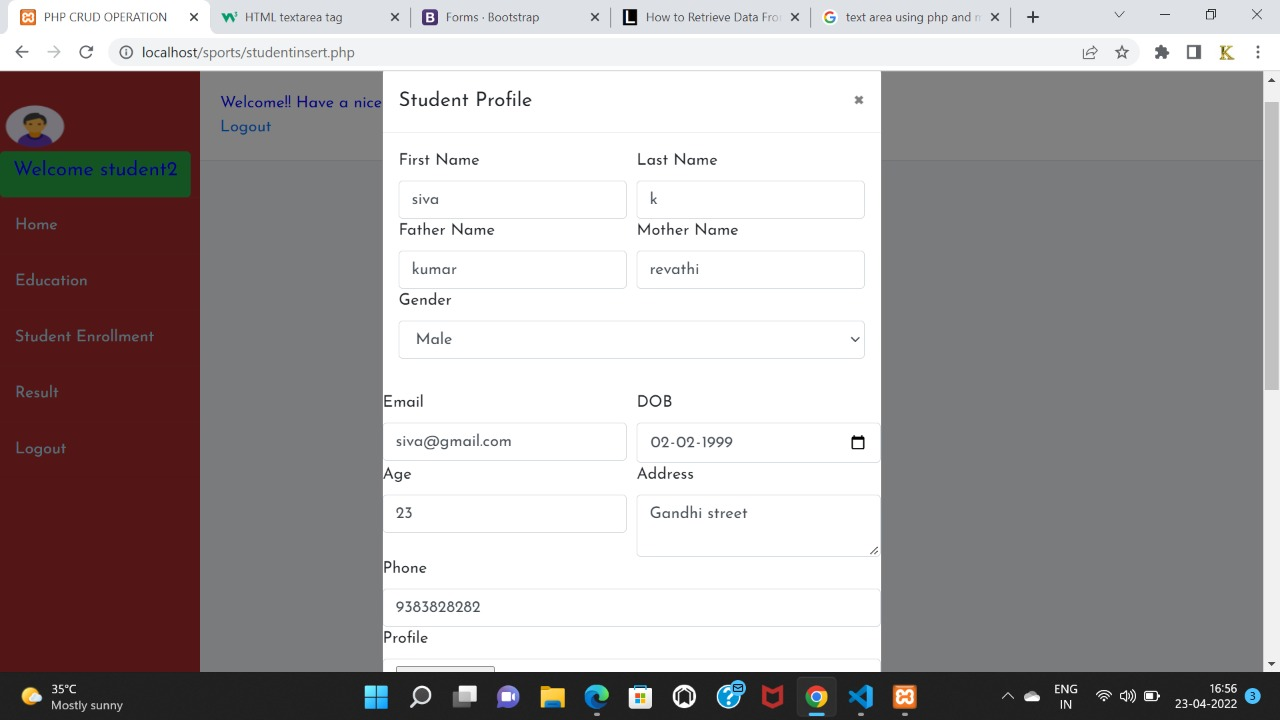 PHP CRUD OPERATION
HTML textarea tag
Forms · Bootstrap
How to Retrieve Data Fro
text area using php and m
localhost/sports/studentinsert.php
Welcome!! Have a nice
Logout
Welcome student2
Home
Education
Student Enrollment
Result
Logout
Student Profile
First Name Last Name
siva k
Father Name Mother Name
kumar revathi
Gender
Male
Email DOB
siva@gmail.com 02-02-1999
Age Address
23 Gandhi street
Phone
9383828282
Profile
35°C
Mostly sunny
ENG
IN
16:56
23-04-2022
3